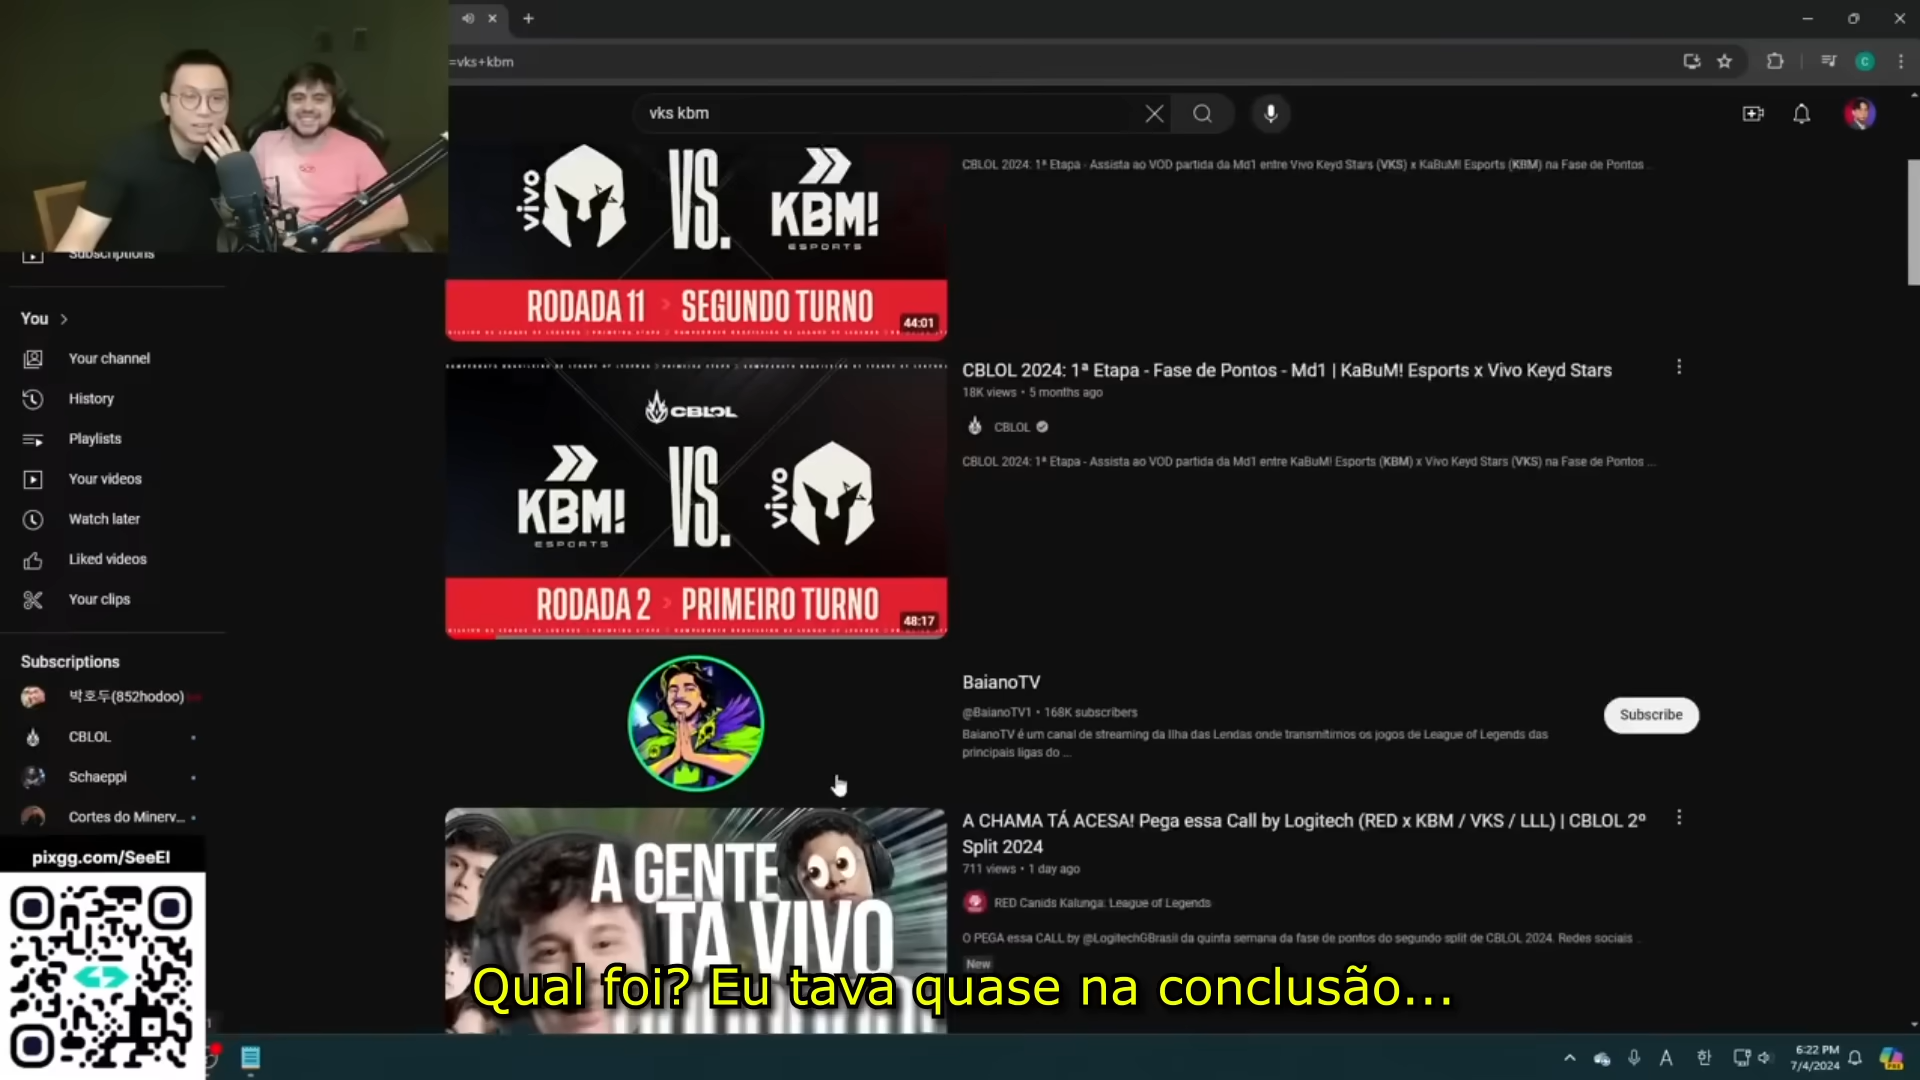 =vks+kbm
vks kbm
Subscriptions
You
Your channel
History
Playlists
Your videos
Watch later
Liked videos
Your clips
Subscriptions
박호두(852hodoo)
CBLOL
Schaeppi
Cortes do Minerv...
pixgg.com/SeeEl
vivo
VS.
KBM!
ESPORTS
RODADA 11 > SEGUNDO TURNO
44:01
CBLOL 2024: 1ª Etapa - Assista ao VOD partida da Md1 entre Vivo Keyd Stars (VKS) x KaBuM! Esports (KBM) na Fase de Pontos ...
CBLOL
KBM!
ESPORTS
VS.
vivo
RODADA 2 > PRIMEIRO TURNO
48:17
CBLOL 2024: 1ª Etapa - Fase de Pontos - Md1 | KaBuM! Esports x Vivo Keyd Stars
18K views • 5 months ago
CBLOL
CBLOL 2024: 1ª Etapa - Assista ao VOD partida da Md1 entre KaBuM! Esports (KBM) x Vivo Keyd Stars (VKS) na Fase de Pontos ...
BaianoTV
@BaianoTV1 • 168K subscribers
BaianoTV é um canal de streaming da Ilha das Lendas onde transmitimos os jogos de League of Legends das
principais ligas do ...
Subscribe
A GENTE
TA VIVO
A CHAMA TÁ ACESA! Pega essa Call by Logitech (RED x KBM / VKS / LLL) | CBLOL 2º
Split 2024
711 views • 1 day ago
RED Canids Kalunga: League of Legends
O PEGA essa CALL by @LogitechGBrasil da quinta semana da fase de pontos do segundo split de CBLOL 2024. Redes sociais ...
New
Qual foi? Eu tava quase na conclusão...
A
한
6:22 PM
7/4/2024